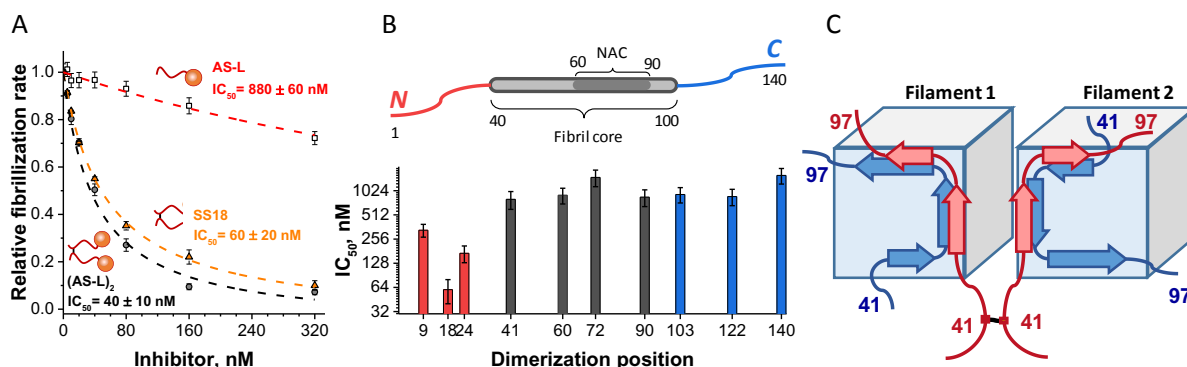 A
Relative fibrillization rate
1.0
0.8
0.6
0.4
0.2
0.0
0 80 160 240 320
Inhibitor, nM
AS-L
IC50= 880 ± 60 nM
SS18
IC50 = 60 ± 20 nM
(AS-L)2
IC50= 40 ± 10 nM
B
N
1
NAC
60 90
40 100
Fibril core
C
140
IC50, nM
1024
512
256
128
64
32
9 18 24 41 60 72 90 103 122 140
Dimerization position
C
Filament 1 Filament 2
97
97
41
41
97
97
41 41